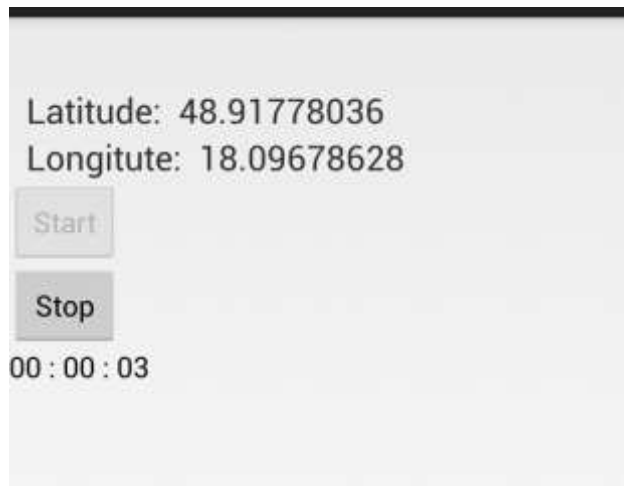 Latitude: 48.91778036
Longitute: 18.09678628
Start
Stop
00 : 00 : 03